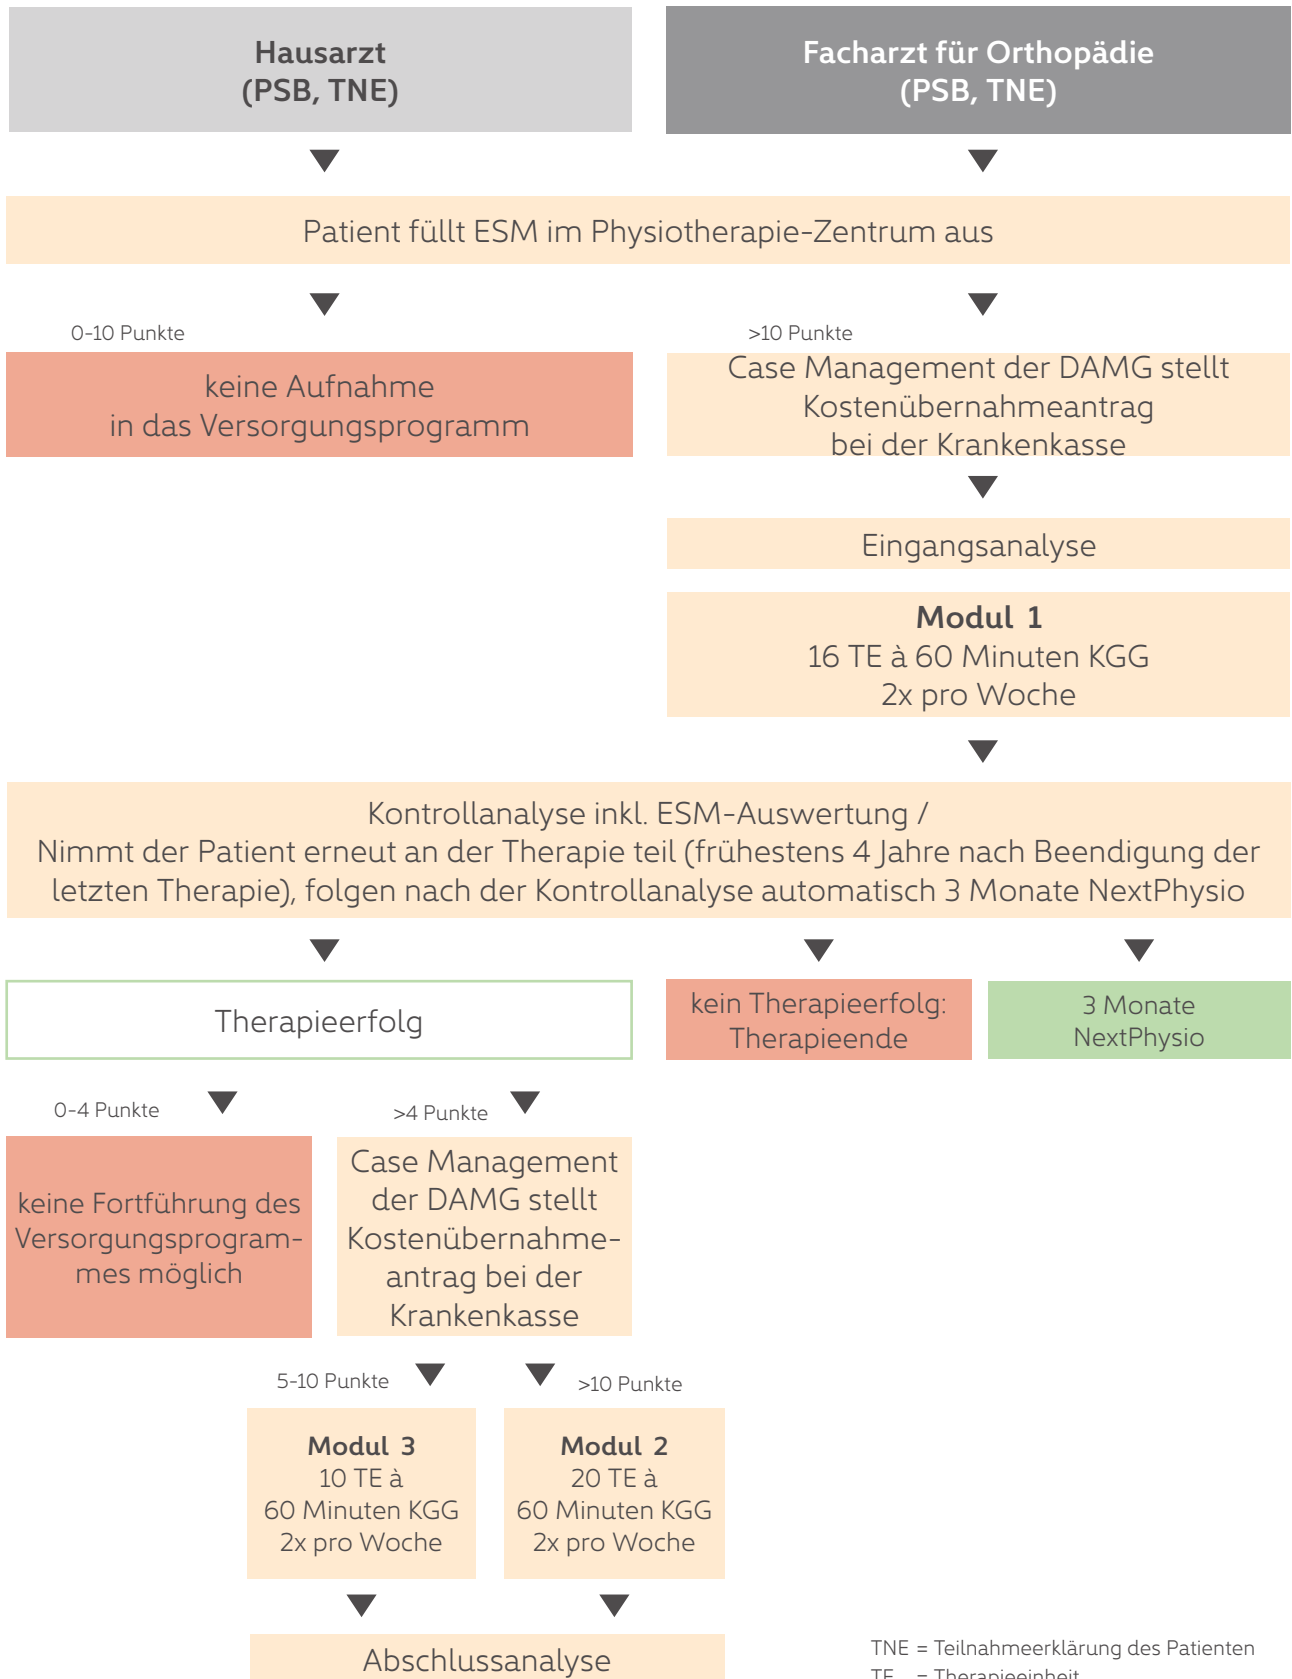 Hausarzt
(PSB, TNE)
Facharzt für Orthopädie
(PSB, TNE)
Patient füllt ESM im Physiotherapie-Zentrum aus
0-10 Punkte
keine Aufnahme
in das Versorgungsprogramm
>10 Punkte
Case Management der DAMG stellt
Kostenübernahmeantrag
bei der Krankenkasse
Eingangsanalyse
Modul 1
16 TE à 60 Minuten KGG
2x pro Woche
Kontrollanalyse inkl. ESM-Auswertung /
Nimmt der Patient erneut an der Therapie teil (frühestens 4 Jahre nach Beendigung der
letzten Therapie), folgen nach der Kontrollanalyse automatisch 3 Monate NextPhysio
Therapieerfolg
kein Therapieerfolg:
Therapieende
3 Monate
NextPhysio
0-4 Punkte
keine Fortführung des
Versorgungsprogram-
mes möglich
>4 Punkte
Case Management
der DAMG stellt
Kostenübernahme-
antrag bei der
Krankenkasse
5-10 Punkte
>10 Punkte
Modul 3
10 TE à
60 Minuten KGG
2x pro Woche
Modul 2
20 TE à
60 Minuten KGG
2x pro Woche
Abschlussanalyse
TNE = Teilnahmeerklärung des Patienten
TE = Therapieeinheit